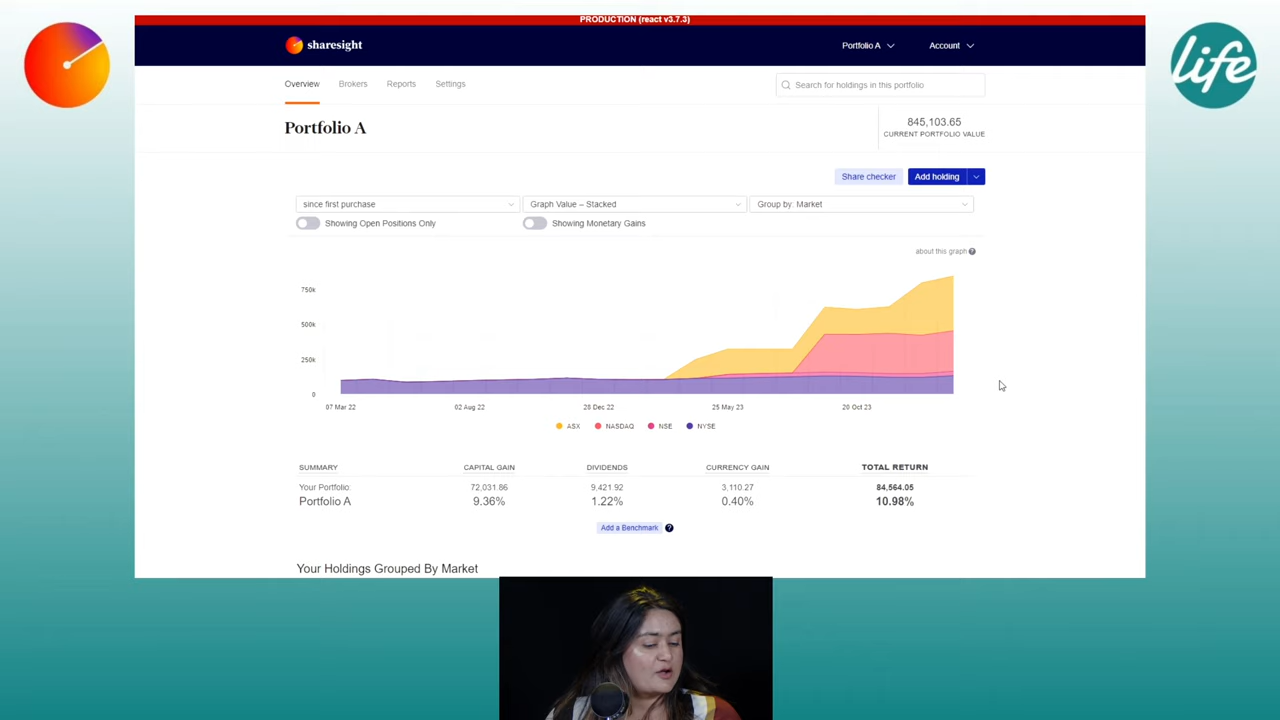 PRODUCTION (react v3.7.3)
sharesight
Portfolio A
Account
life
Overview
Brokers
Reports
Settings
Search for holdings in this portfolio
Portfolio A
845,103.65
CURRENT PORTFOLIO VALUE
Share checker
Add holding
since first purchase
Graph Value – Stacked
Group by: Market
Showing Open Positions Only
Showing Monetary Gains
about this graph ?
750k
500k
250k
0
07 Mar 22
02 Aug 22
28 Dec 22
25 May 23
20 Oct 23
ASX
NASDAQ
NSE
NYSE
SUMMARY
CAPITAL GAIN
DIVIDENDS
CURRENCY GAIN
TOTAL RETURN
Your Portfolio:
72,031.86
9,421.92
3,110.27
84,564.05
Portfolio A
9.36%
1.22%
0.40%
10.98%
Add a Benchmark ?
Your Holdings Grouped By Market